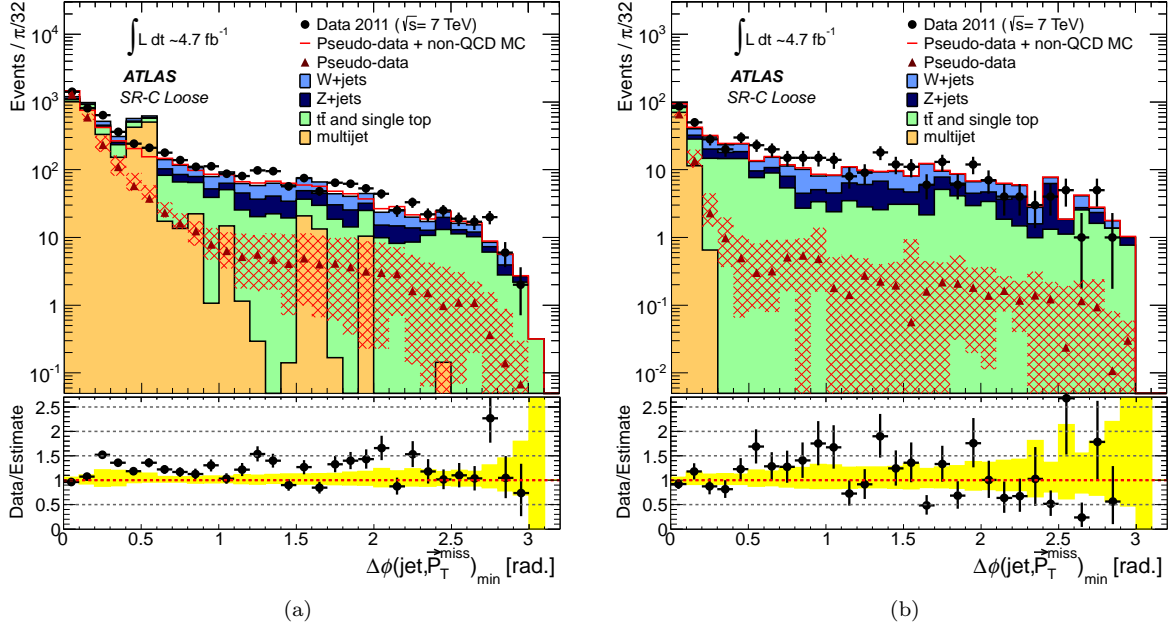 Events / π/32
10⁴
10³
10²
10
1
10⁻¹
∫L dt ~4.7 fb⁻¹
ATLAS
SR-C Loose
Data 2011 (√s= 7 TeV)
Pseudo-data + non-QCD MC
Pseudo-data
W+jets
Z+jets
tt̄ and single top
multijet
Data/Estimate
2.5
2
1.5
1
0.5
0
0 0.5 1 1.5 2 2.5 3
Δφ(jet,P⃗_T^miss)_min [rad.]
(a)
Events / π/32
10³
10²
10
1
10⁻¹
10⁻²
∫L dt ~4.7 fb⁻¹
ATLAS
SR-C Loose
Data 2011 (√s= 7 TeV)
Pseudo-data + non-QCD MC
Pseudo-data
W+jets
Z+jets
tt̄ and single top
multijet
Data/Estimate
2.5
2
1.5
1
0.5
0
0 0.5 1 1.5 2 2.5 3
Δφ(jet,P⃗_T^miss)_min [rad.]
(b)